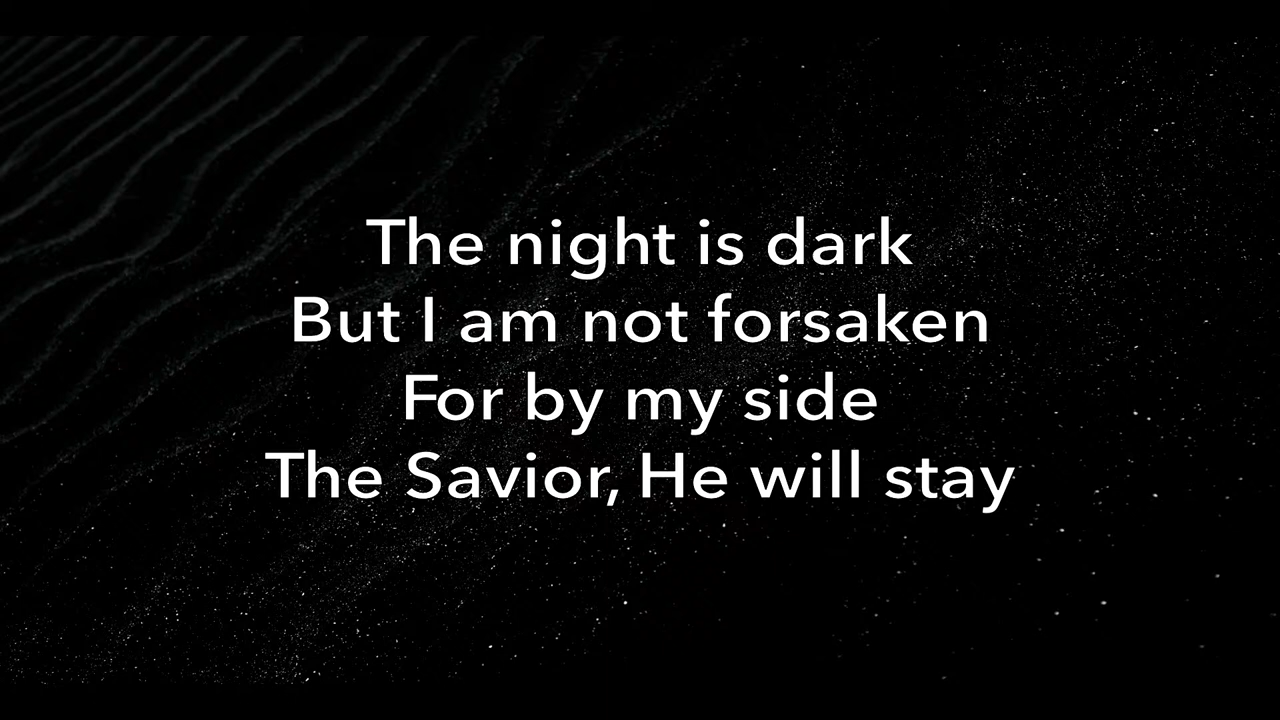 The night is dark
But I am not forsaken
For by my side
The Savior, He will stay